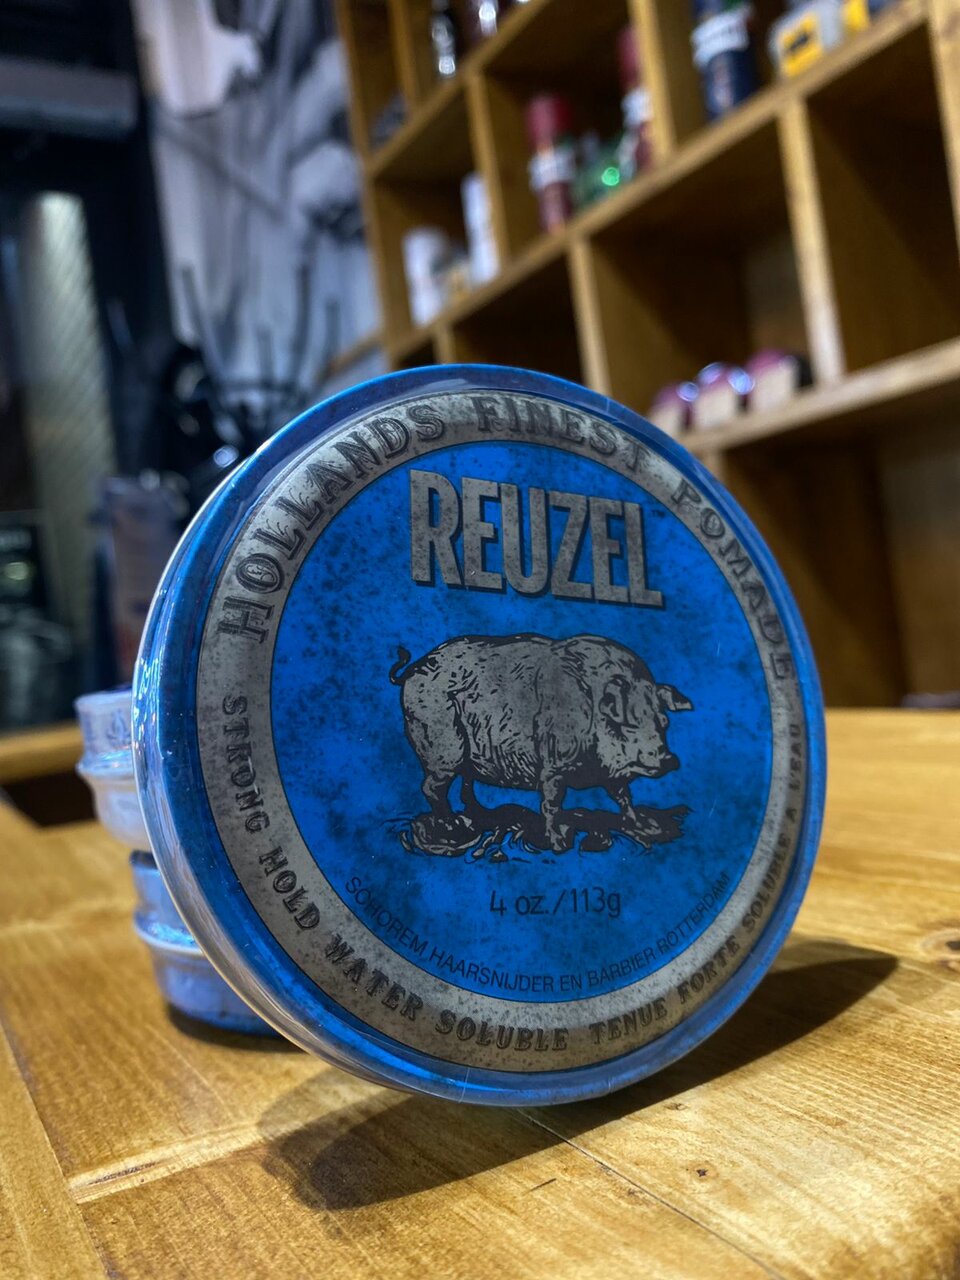 HOLLANDS FINEST POMADE
REUZEL
4 oz./113g
SCHOREM HAARSNIJDER EN BARBIER ROTTERDAM
STRONG HOLD WATER SOLUBLE TENUE FORTE SOLUBLE A L'EAU